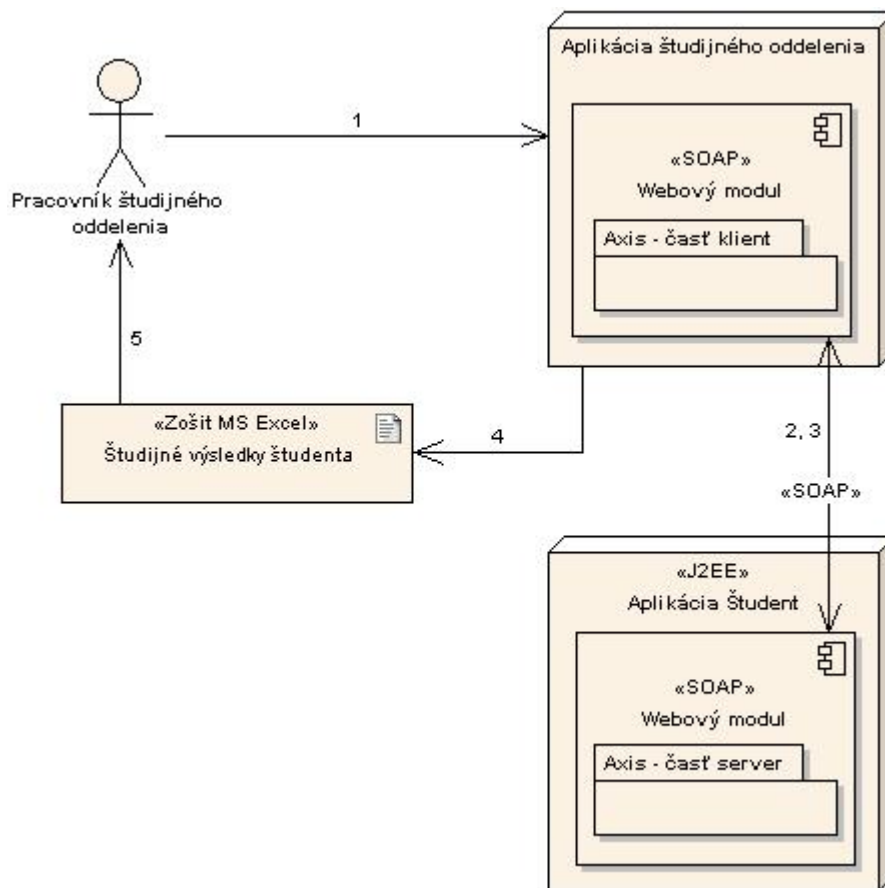 Aplikácia študijného oddelenia
1
«SOAP»
Webový modul
Pracovník študijného
oddelenia
Axis - časť klient
5
«Zošit MS Excel»
Študijné výsledky študenta
4
2, 3
«SOAP»
«J2EE»
Aplikácia Študent
«SOAP»
Webový modul
Axis - časť server